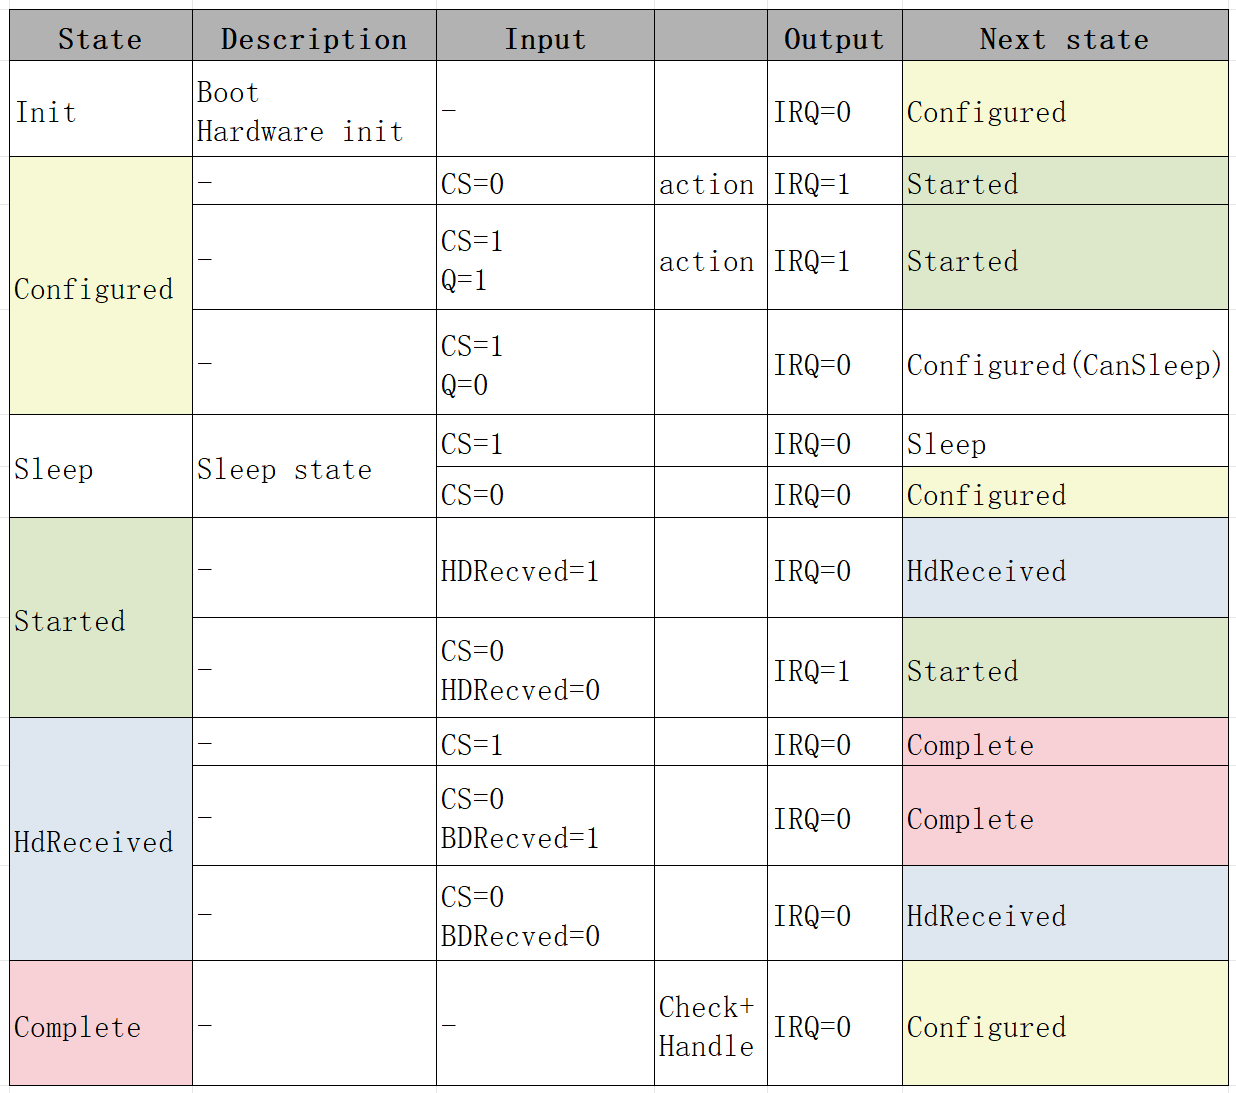 State Description Input Output Next state
Init
Boot
Hardware init
-
IRQ=0
Configured
Configured
-
CS=0
action
IRQ=1
Started
-
CS=1
Q=1
action
IRQ=1
Started
-
CS=1
Q=0
IRQ=0
Configured(CanSleep)
Sleep
Sleep state
CS=1
IRQ=0
Sleep
CS=0
IRQ=0
Configured
Started
-
HDRecved=1
IRQ=0
HdReceived
-
CS=0
HDRecved=0
IRQ=1
Started
HdReceived
-
CS=1
IRQ=0
Complete
-
CS=0
BDRecved=1
IRQ=0
Complete
-
CS=0
BDRecved=0
IRQ=0
HdReceived
Complete
-
-
Check+
Handle
IRQ=0
Configured